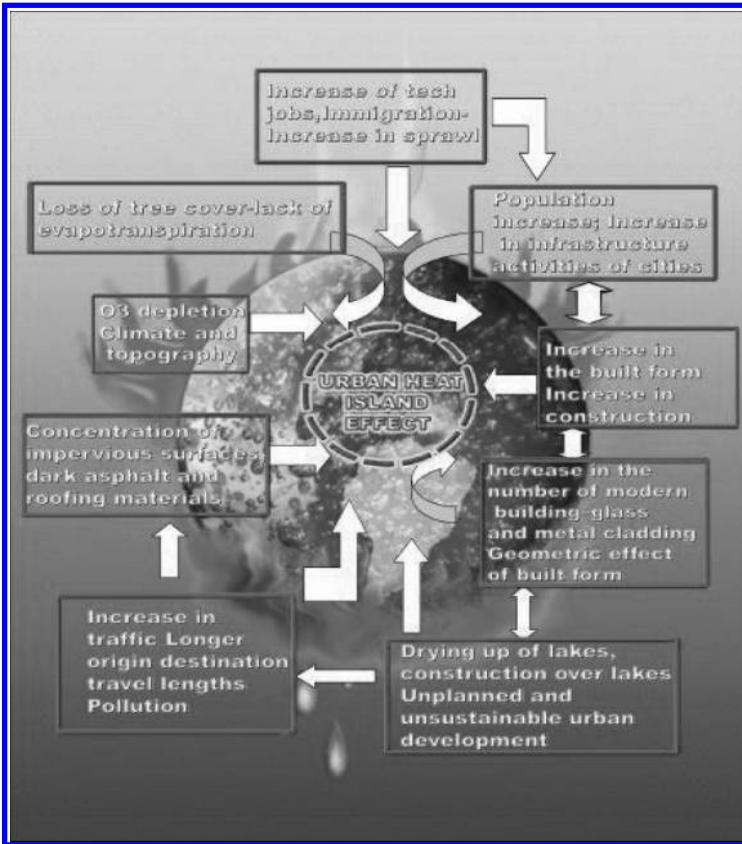 Increase of tech
jobs,Immigration-
Increase in sprawl
Loss of tree cover-lack of
evapotranspiration
Population
increase; Increase
in infrastructure
activities of cities
O3 depletion
Climate and
topography
Increase in
the built form
Increase in
construction
URBAN HEAT
ISLAND
EFFECT
Concentration of
impervious surfaces,
dark asphalt and
roofing materials
Increase in the
number of modern
building-glass
and metal cladding
Geometric effect
of built form
Increase in
traffic Longer
origin destination
travel lengths
Pollution
Drying up of lakes,
construction over lakes
Unplanned and
unsustainable urban
development